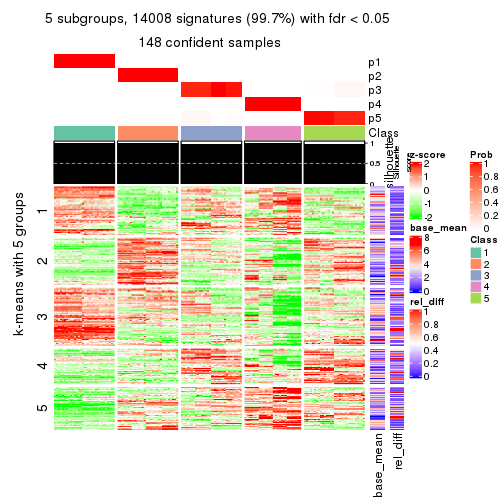 5 subgroups, 14008 signatures (99.7%) with fdr < 0.05
148 confident samples
p1
p2
p3
p4
p5
Class
1
0.5
0
silhouettes
Silhouette
k-means with 5 groups
1
2
3
4
5
base_mean
rel_diff
z-score
2
1
0
-1
-2
base_mean
8
6
4
2
0
rel_diff
1
0.8
0.6
0.4
0.2
0
Prob
1
0.8
0.6
0.4
0.2
0
Class
1
2
3
4
5